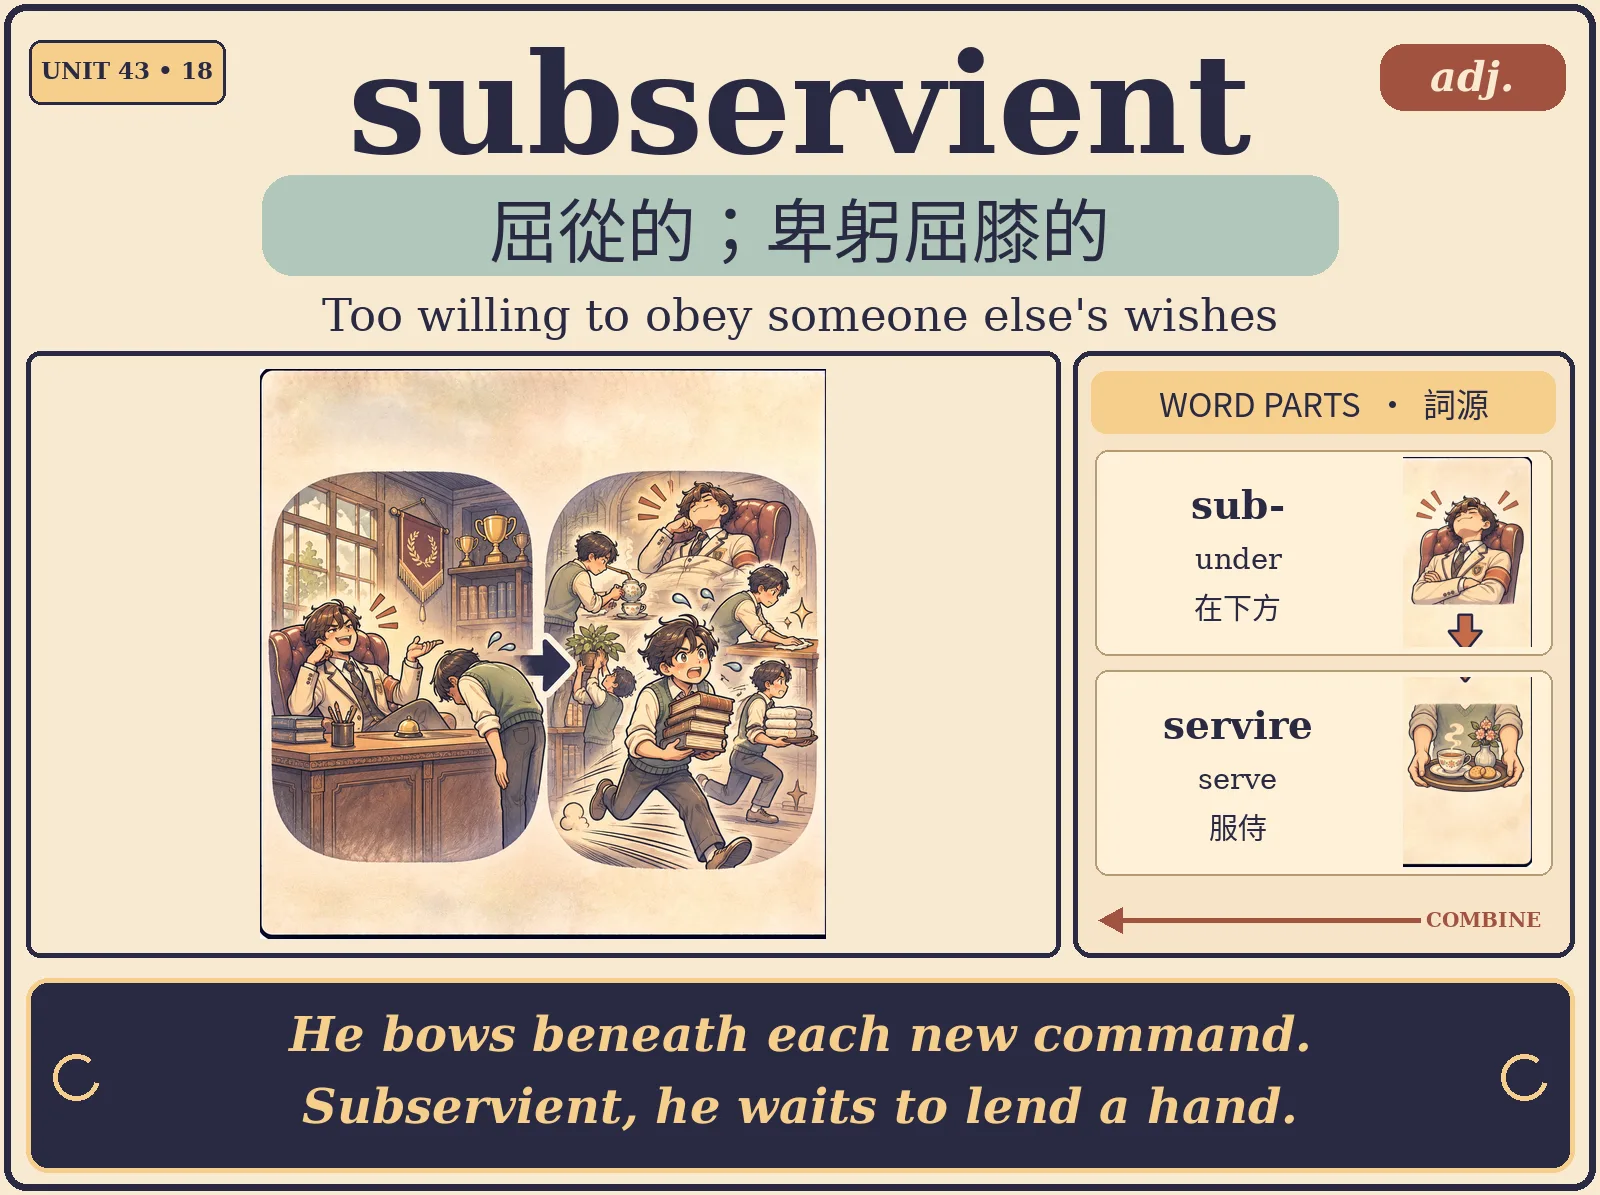 UNIT 43 • 18
subservient
adj.
屈從的；卑躬屈膝的
Too willing to obey someone else's wishes
WORD PARTS · 詞源
sub-
under
在下方
servire
serve
服侍
COMBINE
He bows beneath each new command.
Subservient, he waits to lend a hand.